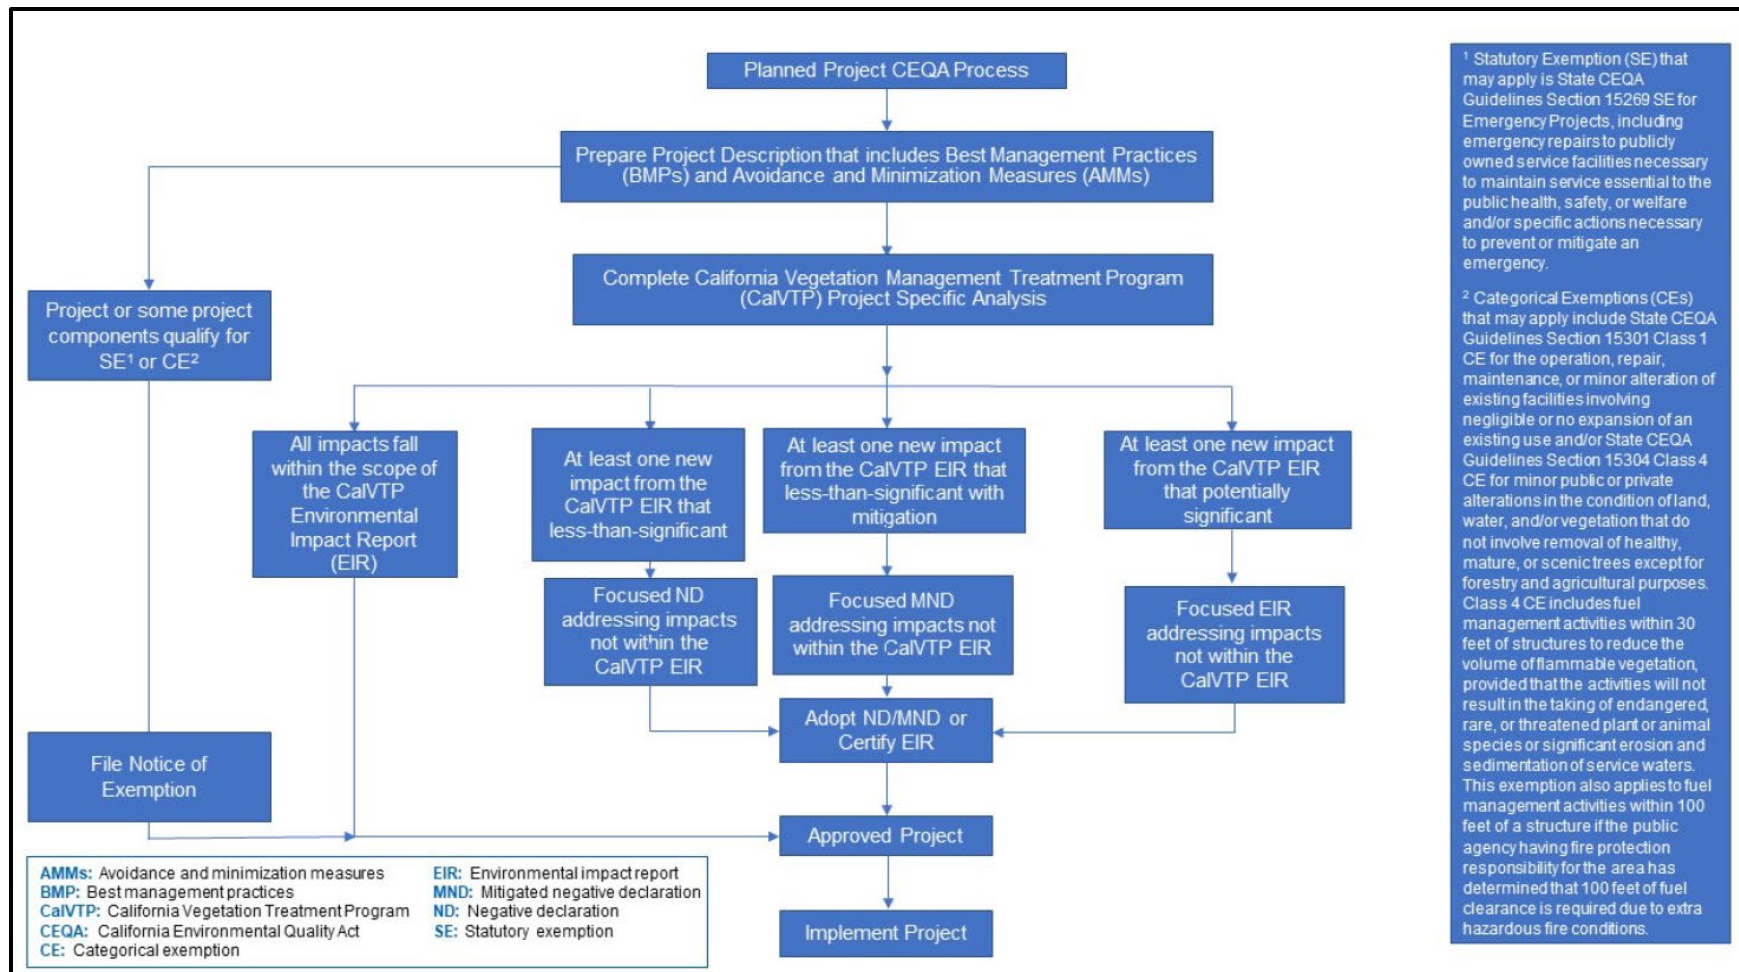 Planned Project CEQA Process
Prepare Project Description that includes Best Management Practices
(BMPs) and Avoidance and Minimization Measures (AMMs)
Complete California Vegetation Management Treatment Program
(CalVTP) Project Specific Analysis
Project or some project
components qualify for
SE¹ or CE²
All impacts fall
within the scope of
the CalVTP
Environmental
Impact Report
(EIR)
At least one new
impact from the
CalVTP EIR that
less-than-significant
At least one new impact
from the CalVTP EIR that
less-than-significant with
mitigation
At least one new impact
from the CalVTP EIR
that potentially
significant
Focused ND
addressing impacts
not within the
CalVTP EIR
Focused MND
addressing impacts not
within the CalVTP EIR
Focused EIR
addressing impacts
not within the
CalVTP EIR
Adopt ND/MND or
Certify EIR
File Notice of
Exemption
Approved Project
Implement Project
AMMs: Avoidance and minimization measures
BMP: Best management practices
CalVTP: California Vegetation Treatment Program
CEQA: California Environmental Quality Act
CE: Categorical exemption
EIR: Environmental impact report
MND: Mitigated negative declaration
ND: Negative declaration
SE: Statutory exemption
¹ Statutory Exemption (SE) that
may apply is State CEQA
Guidelines Section 15269 SE for
Emergency Projects, including
emergency repairs to publicly
owned service facilities necessary
to maintain service essential to the
public health, safety, or welfare
and/or specific actions necessary
to prevent or mitigate an
emergency.
² Categorical Exemptions (CEs)
that may apply include State CEQA
Guidelines Section 15301 Class 1
CE for the operation, repair,
maintenance, or minor alteration of
existing facilities involving
negligible or no expansion of an
existing use and/or State CEQA
Guidelines Section 15304 Class 4
CE for minor public or private
alterations in the condition of land,
water, and/or vegetation that do
not involve removal of healthy,
mature, or scenic trees except for
forestry and agricultural purposes.
Class 4 CE includes fuel
management activities within 30
feet of structures to reduce the
volume of flammable vegetation,
provided that the activities will not
result in the taking of endangered,
rare, or threatened plant or animal
species or significant erosion and
sedimentation of service waters.
This exemption also applies to fuel
management activities within 100
feet of a structure if the public
agency having fire protection
responsibility for the area has
determined that 100 feet of fuel
clearance is required due to extra
hazardous fire conditions.